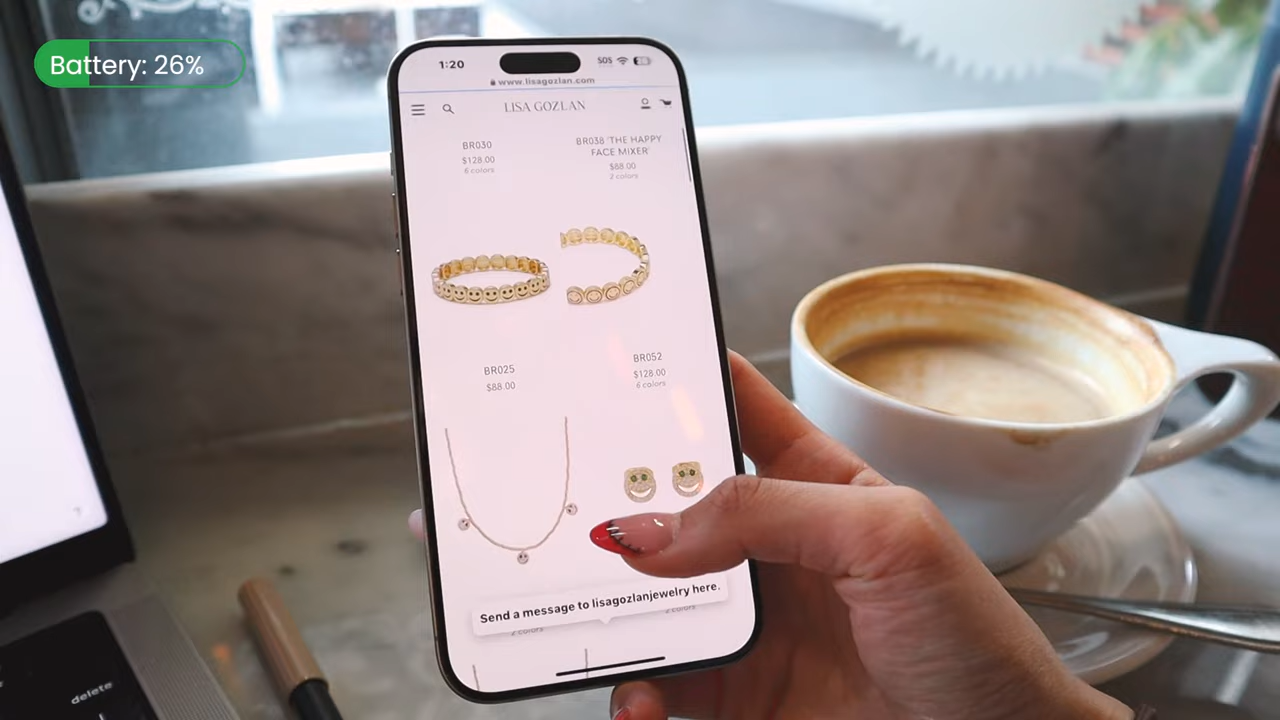 Battery: 26%
1:20
SOS
www.lisagozlan.com
LISA GOZLAN
BR030
$128.00
6 colors
BR038 'THE HAPPY
FACE MIXER'
$88.00
2 colors
BR025
$88.00
BR052
$128.00
6 colors
Send a message to lisagozlanjewelry here.
2 colors
2 colors
delete